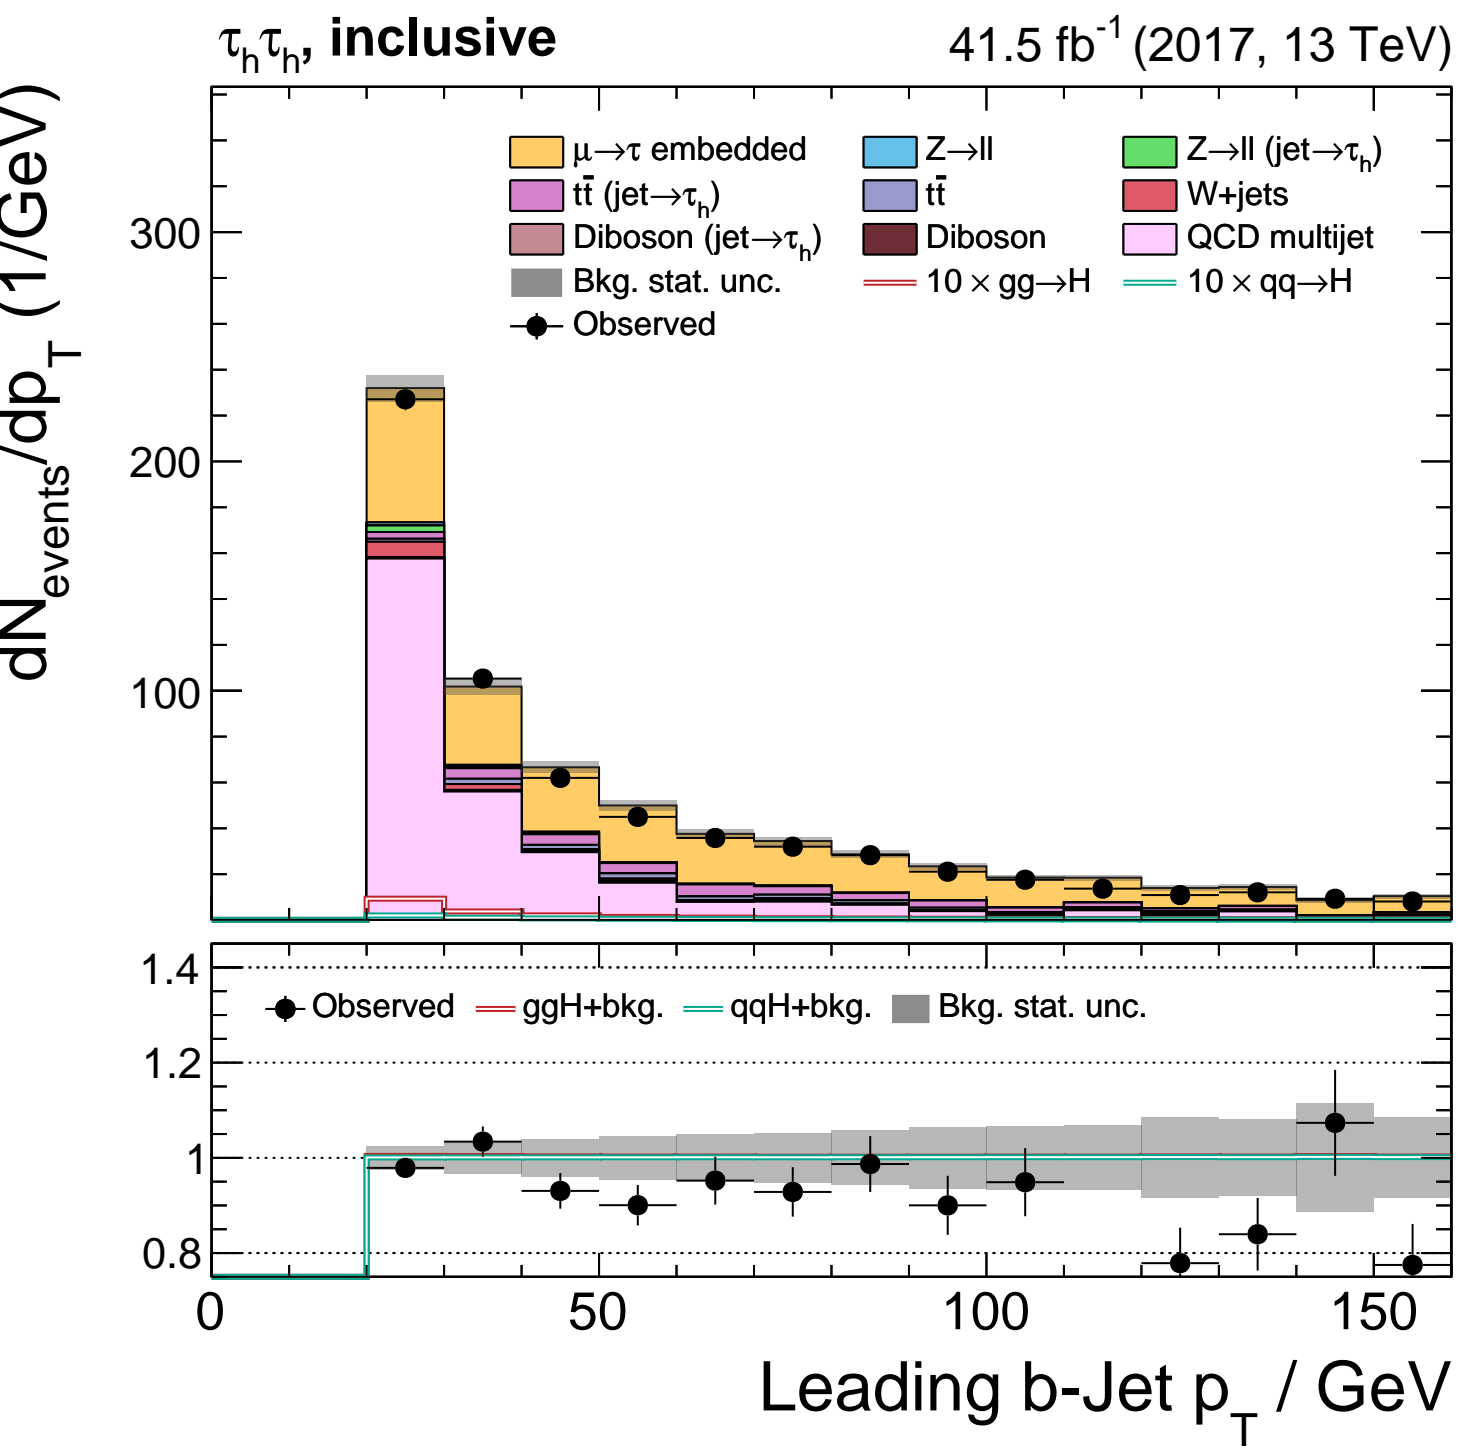 τhτh, inclusive 41.5 fb-1 (2017, 13 TeV)
dNevents/dpT (1/GeV)
300
200
100
μ→τ embedded Z→ll Z→ll (jet→τh)
tt̄ (jet→τh) tt̄ W+jets
Diboson (jet→τh) Diboson QCD multijet
Bkg. stat. unc. 10 × gg→H 10 × qq→H
Observed
1.4
1.2
1
0.8
Observed ggH+bkg. qqH+bkg. Bkg. stat. unc.
0 50 100 150
Leading b-Jet pT / GeV